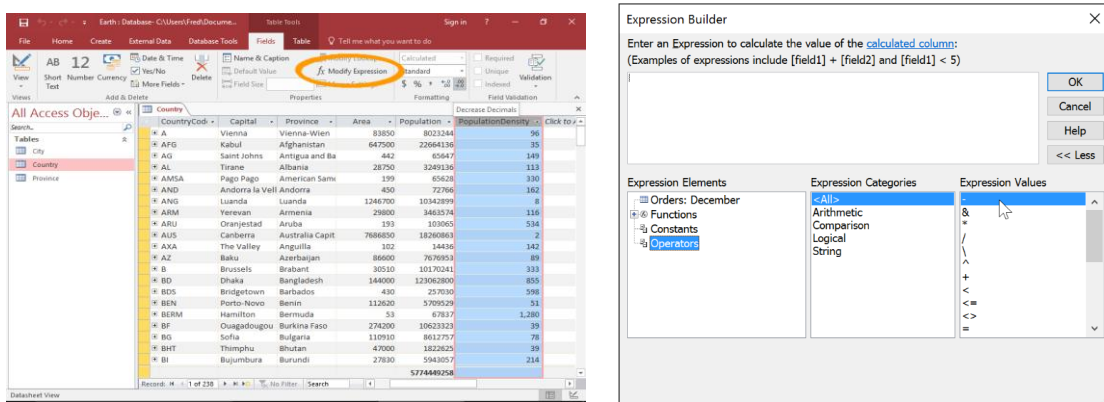 Earth : Database- C:\Users\Fred\Docume...
Table Tools
Sign in
?
File
Home
Create
External Data
Database Tools
Fields
Table
Tell me what you want to do
View
AB
Short Text
12
Number
Currency
Date & Time
Yes/No
More Fields
Delete
Name & Caption
Default Value
Field Size
fx Modify Expression
Calculated
Standard
$ % ,
Required
Unique
Indexed
Validation
Views
Add & Delete
Properties
Formatting
Field Validation
Decrease Decimals
All Access Obje...
Search...
Tables
City
Country
Province
Country
CountryCod Capital Province Area Population PopulationDensity Click to
A Vienna Vienna-Wien 83850 8023244 96
AFG Kabul Afghanistan 647500 22664136 35
AG Saint Johns Antigua and Ba 442 65647 149
AL Tirane Albania 28750 3249136 113
AMSA Pago Pago American Samo 199 65628 330
AND Andorra la Vell Andorra 450 72766 162
ANG Luanda Luanda 1246700 10342899 8
ARM Yerevan Armenia 29800 3463574 116
ARU Oranjestad Aruba 193 103065 534
AUS Canberra Australia Capit 7686850 18260863 2
AXA The Valley Anguilla 102 14436 142
AZ Baku Azerbaijan 86600 7676953 89
B Brussels Brabant 30510 10170241 333
BD Dhaka Bangladesh 144000 123062800 855
BDS Bridgetown Barbados 430 257030 598
BEN Porto-Novo Benin 112620 5709529 51
BERM Hamilton Bermuda 53 67837 1,280
BF Ouagadougou Burkina Faso 274200 10623323 39
BG Sofia Bulgaria 110910 8612757 78
BHT Thimphu Bhutan 47000 1822625 39
BI Bujumbura Burundi 27830 5943057 214
5774449258
Record: 1 of 238 No Filter Search
Datasheet View
Expression Builder
Enter an Expression to calculate the value of the calculated column:
(Examples of expressions include [field1] + [field2] and [field1] < 5)
OK
Cancel
Help
<< Less
Expression Elements
Orders: December
Functions
Constants
Operators
Expression Categories
<All>
Arithmetic
Comparison
Logical
String
Expression Values
-
&
*
/
\
^
+
<
<=
<>
=